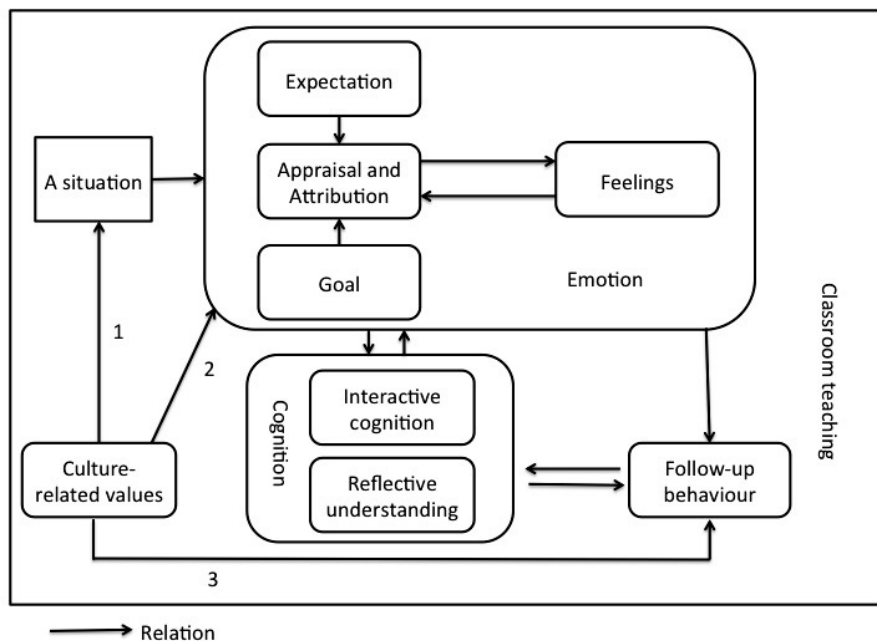 Expectation
A situation
Appraisal and
Attribution
Feelings
Goal
Emotion
Classroom teaching
1
2
Cognition
Interactive
cognition
Reflective
understanding
Culture-
related values
Follow-up
behaviour
3
Relation